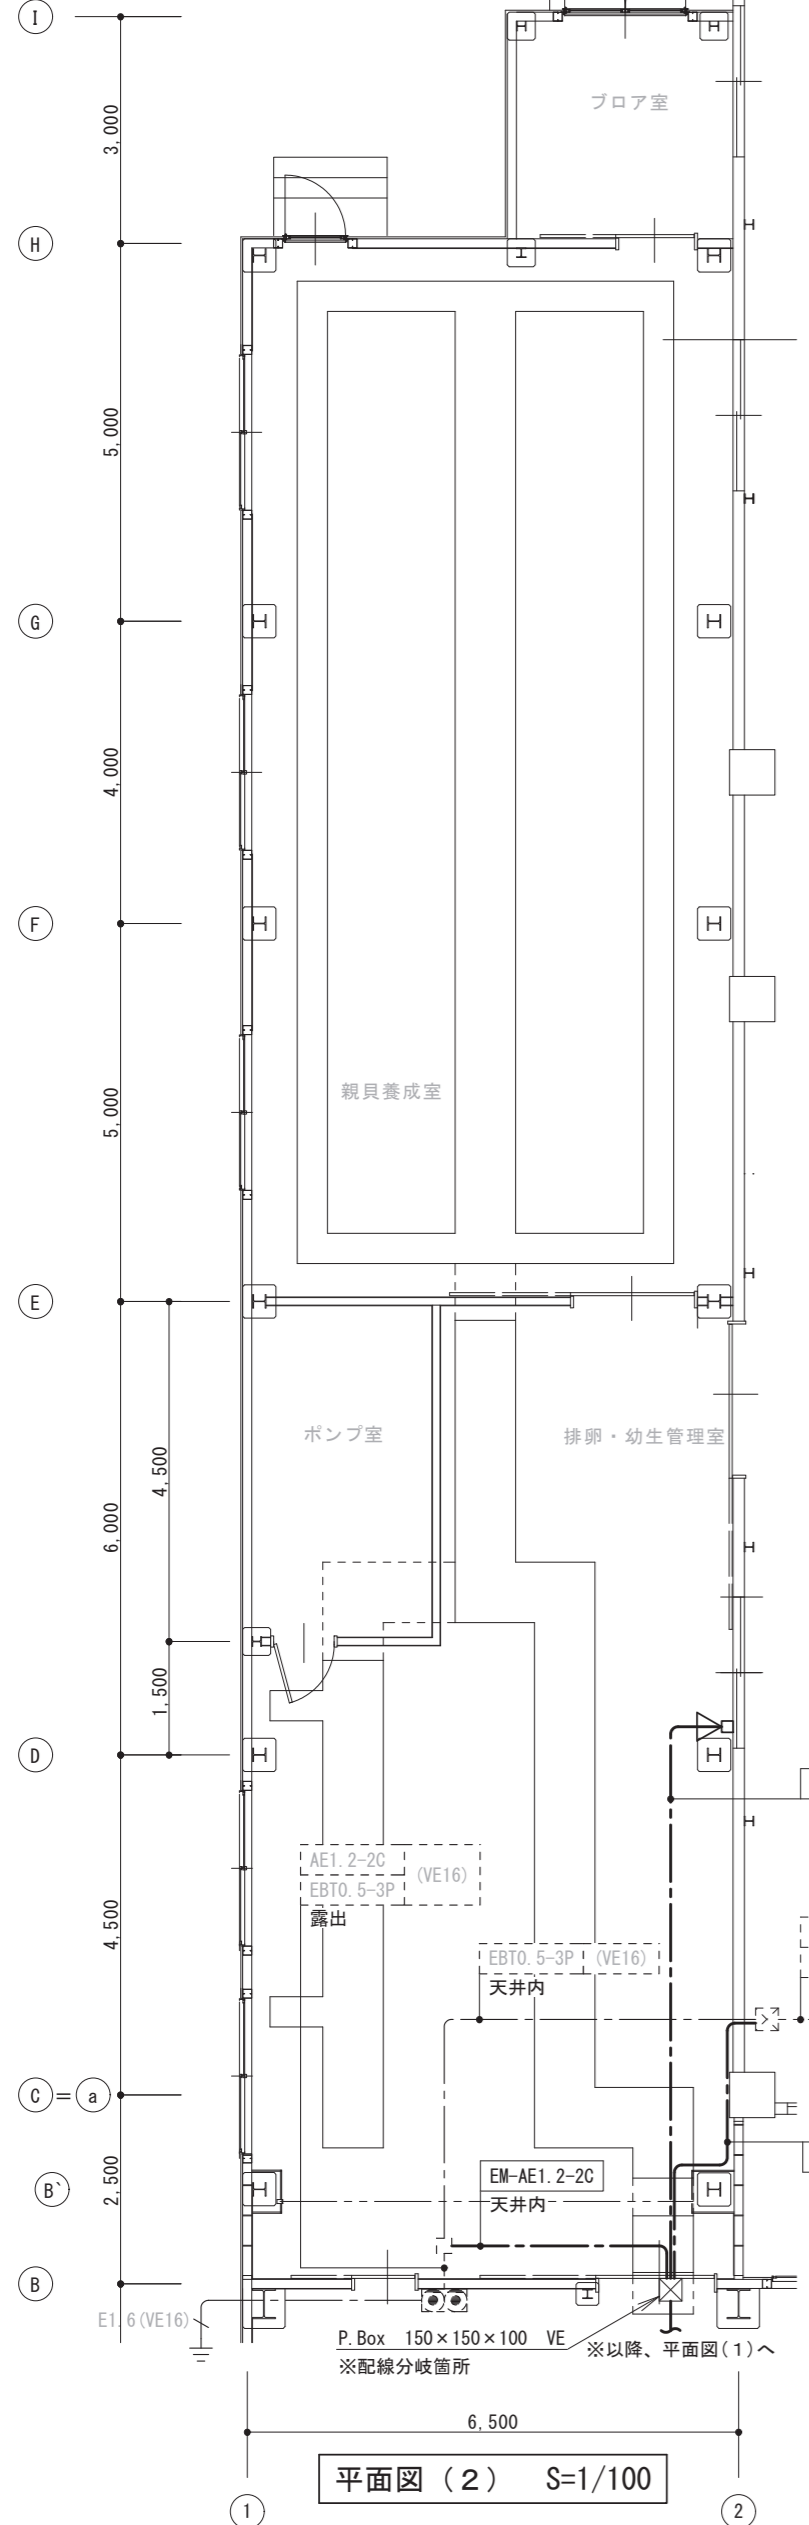 I
ブロア室
3,000
H
5,000
G
4,000
F
親貝養成室
5,000
E
ポンプ室
排卵・幼生管理室
4,500
6,000
1,500
D
AE1.2-2C
(VE16)
EBT0.5-3P
露出
4,500
EBT0.5-3P (VE16)
天井内
C = a
2,500
B`
EM-AE1.2-2C
天井内
B
E1.6(VE16)
P.Box 150×150×100 VE
※以降、平面図(1)へ
※配線分岐箇所
6,500
平面図（２） S=1/100
1
2